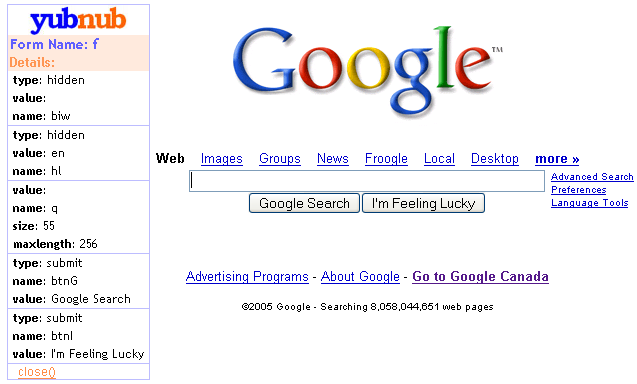 yubnub
Form Name: f
Details:
type: hidden
value:
name: biw
type: hidden
value: en
name: hl
value:
name: q
size: 55
maxlength: 256
type: submit
name: btnG
value: Google Search
type: submit
name: btnI
value: I'm Feeling Lucky
close()
Google™
Web Images Groups News Froogle Local Desktop more »
Advanced Search
Preferences
Language Tools
Google Search I'm Feeling Lucky
Advertising Programs - About Google - Go to Google Canada
©2005 Google - Searching 8,058,044,651 web pages